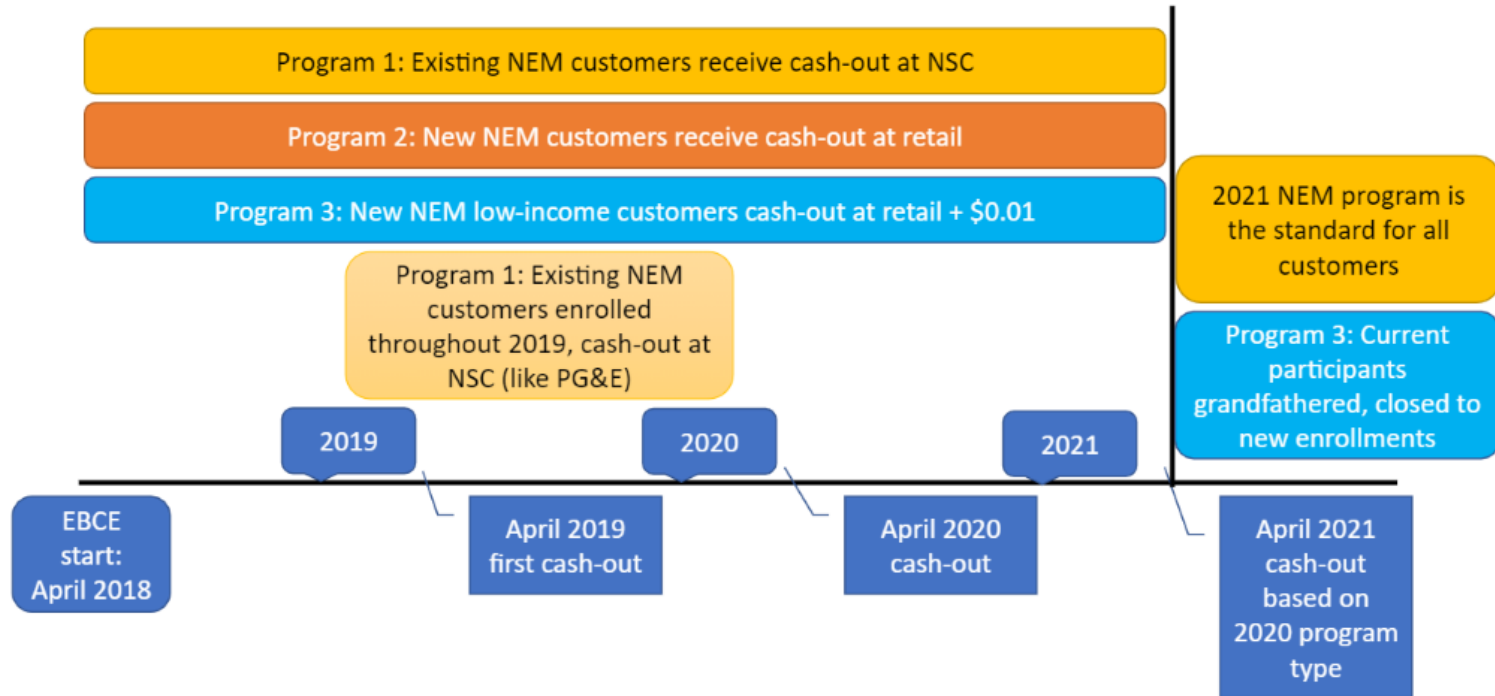 Program 1: Existing NEM customers receive cash-out at NSC
Program 2: New NEM customers receive cash-out at retail
Program 3: New NEM low-income customers cash-out at retail + $0.01
2021 NEM program is
the standard for all
customers
Program 1: Existing NEM
customers enrolled
throughout 2019, cash-out at
NSC (like PG&E)
Program 3: Current
participants
grandfathered, closed to
new enrollments
2019
2020
2021
EBCE
start:
April 2018
April 2019
first cash-out
April 2020
cash-out
April 2021
cash-out
based on
2020 program
type